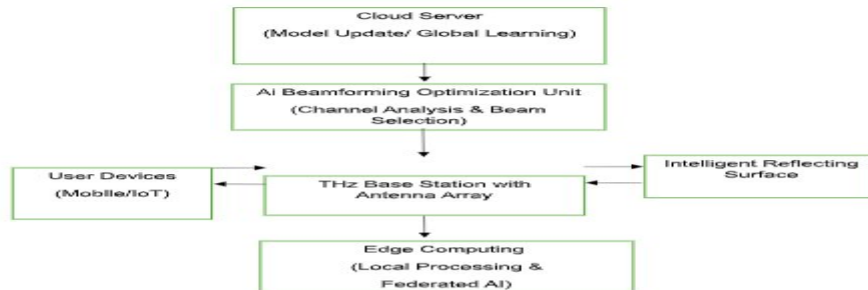 Cloud Server
(Model Update/ Global Learning)
Ai Beamforming Optimization Unit
(Channel Analysis & Beam
Selection)
User Devices
(Mobile/IoT)
THz Base Station with
Antenna Array
Intelligent Reflecting
Surface
Edge Computing
(Local Processing &
Federated AI)